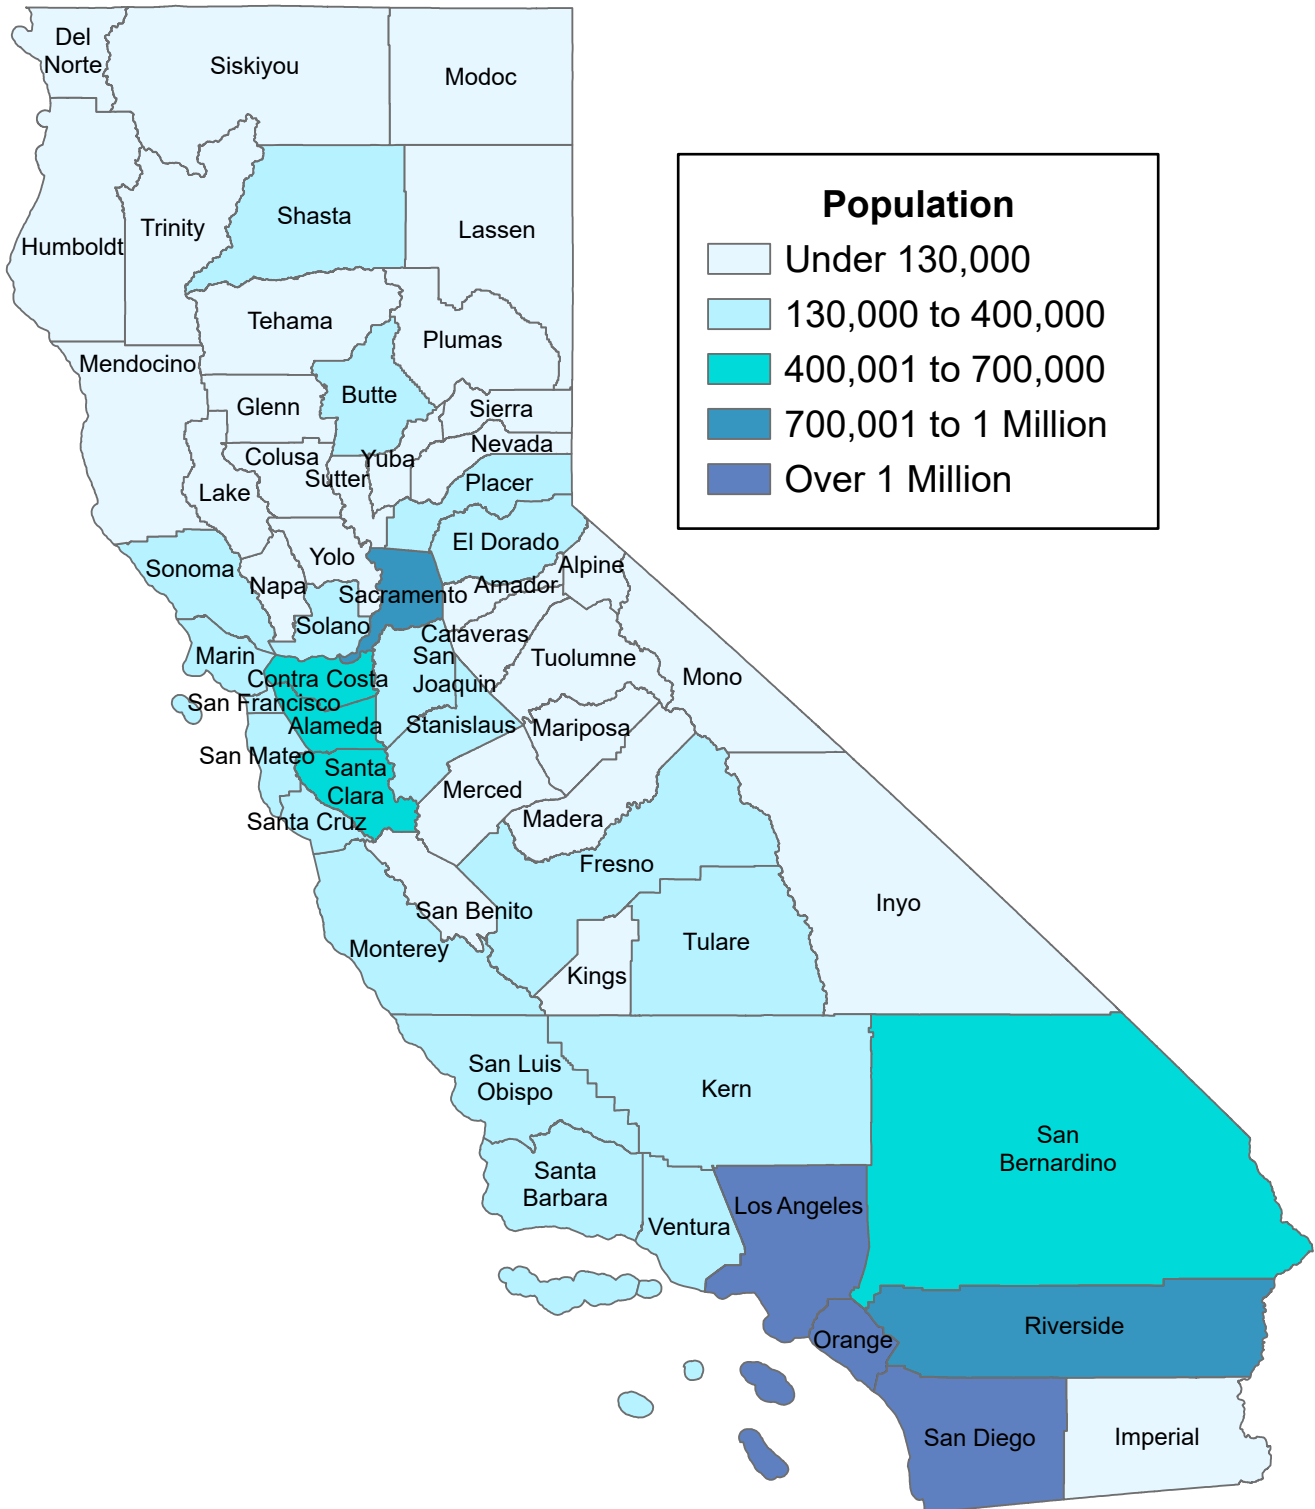 Del
Norte
Siskiyou
Modoc
Humboldt
Trinity
Shasta
Lassen
Population
Under 130,000
130,000 to 400,000
400,001 to 700,000
700,001 to 1 Million
Over 1 Million
Tehama
Plumas
Mendocino
Butte
Glenn
Sierra
Nevada
Colusa
Sutter
Yuba
Lake
Placer
El Dorado
Sonoma
Yolo
Napa
Sacramento
Amador
Alpine
Solano
Calaveras
Marin
Contra Costa
San
Joaquin
Tuolumne
Mono
San Francisco
Alameda
Stanislaus
Mariposa
San Mateo
Santa
Clara
Merced
Santa Cruz
Madera
Fresno
San Benito
Inyo
Monterey
Kings
Tulare
San Luis
Obispo
Kern
San
Bernardino
Santa
Barbara
Ventura
Los Angeles
Orange
Riverside
San Diego
Imperial